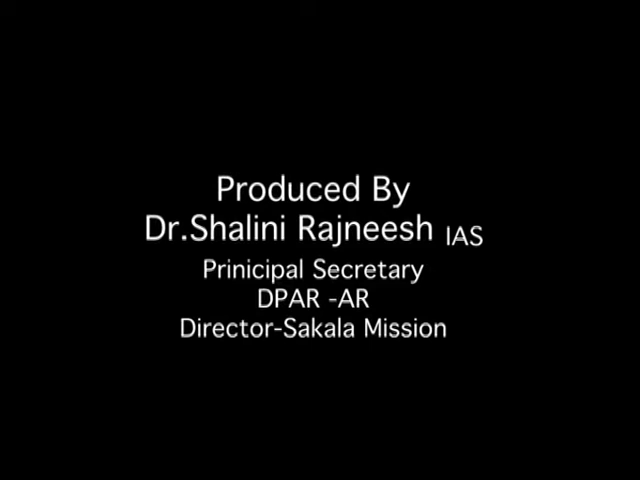 Produced By
Dr.Shalini Rajneesh IAS
Prinicipal Secretary
DPAR -AR
Director-Sakala Mission